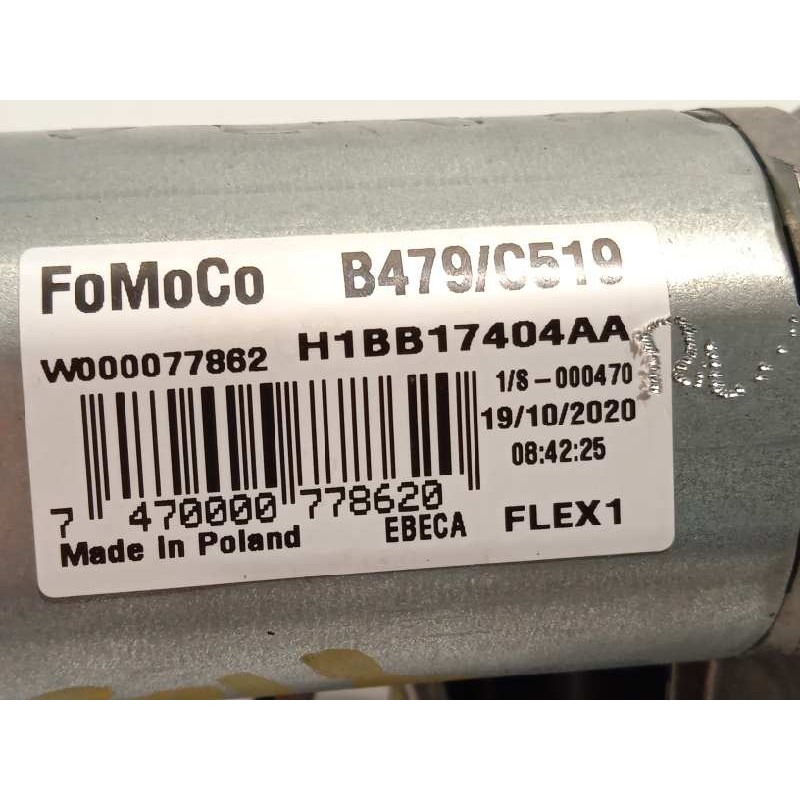 FoMoCo B479/C519
W000077862 H1BB17404AA
1/S-000470
19/10/2020
08:42:25
7 470000 778620
EBECA FLEX1
Made In Poland